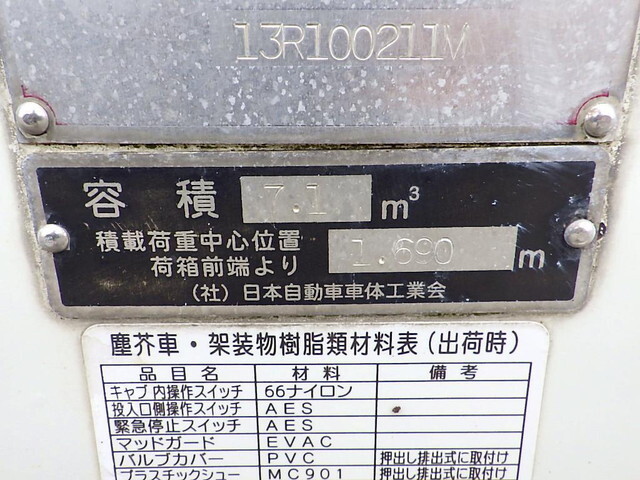 13R100211M
容 積 7.1 m³
積載荷重中心位置
荷箱前端より 1.690 m
(社)日本自動車車体工業会
塵芥車・架装物樹脂類材料表(出荷時)
品目名 材料 備考
キャブ内操作スイッチ 66ナイロン
投入口側操作スイッチ AES
緊急停止スイッチ AES
マッドガード EVAC
バルブカバー PVC 押出し排出式に取付け
プラスチックシュー MC901 押出し排出式に取付け